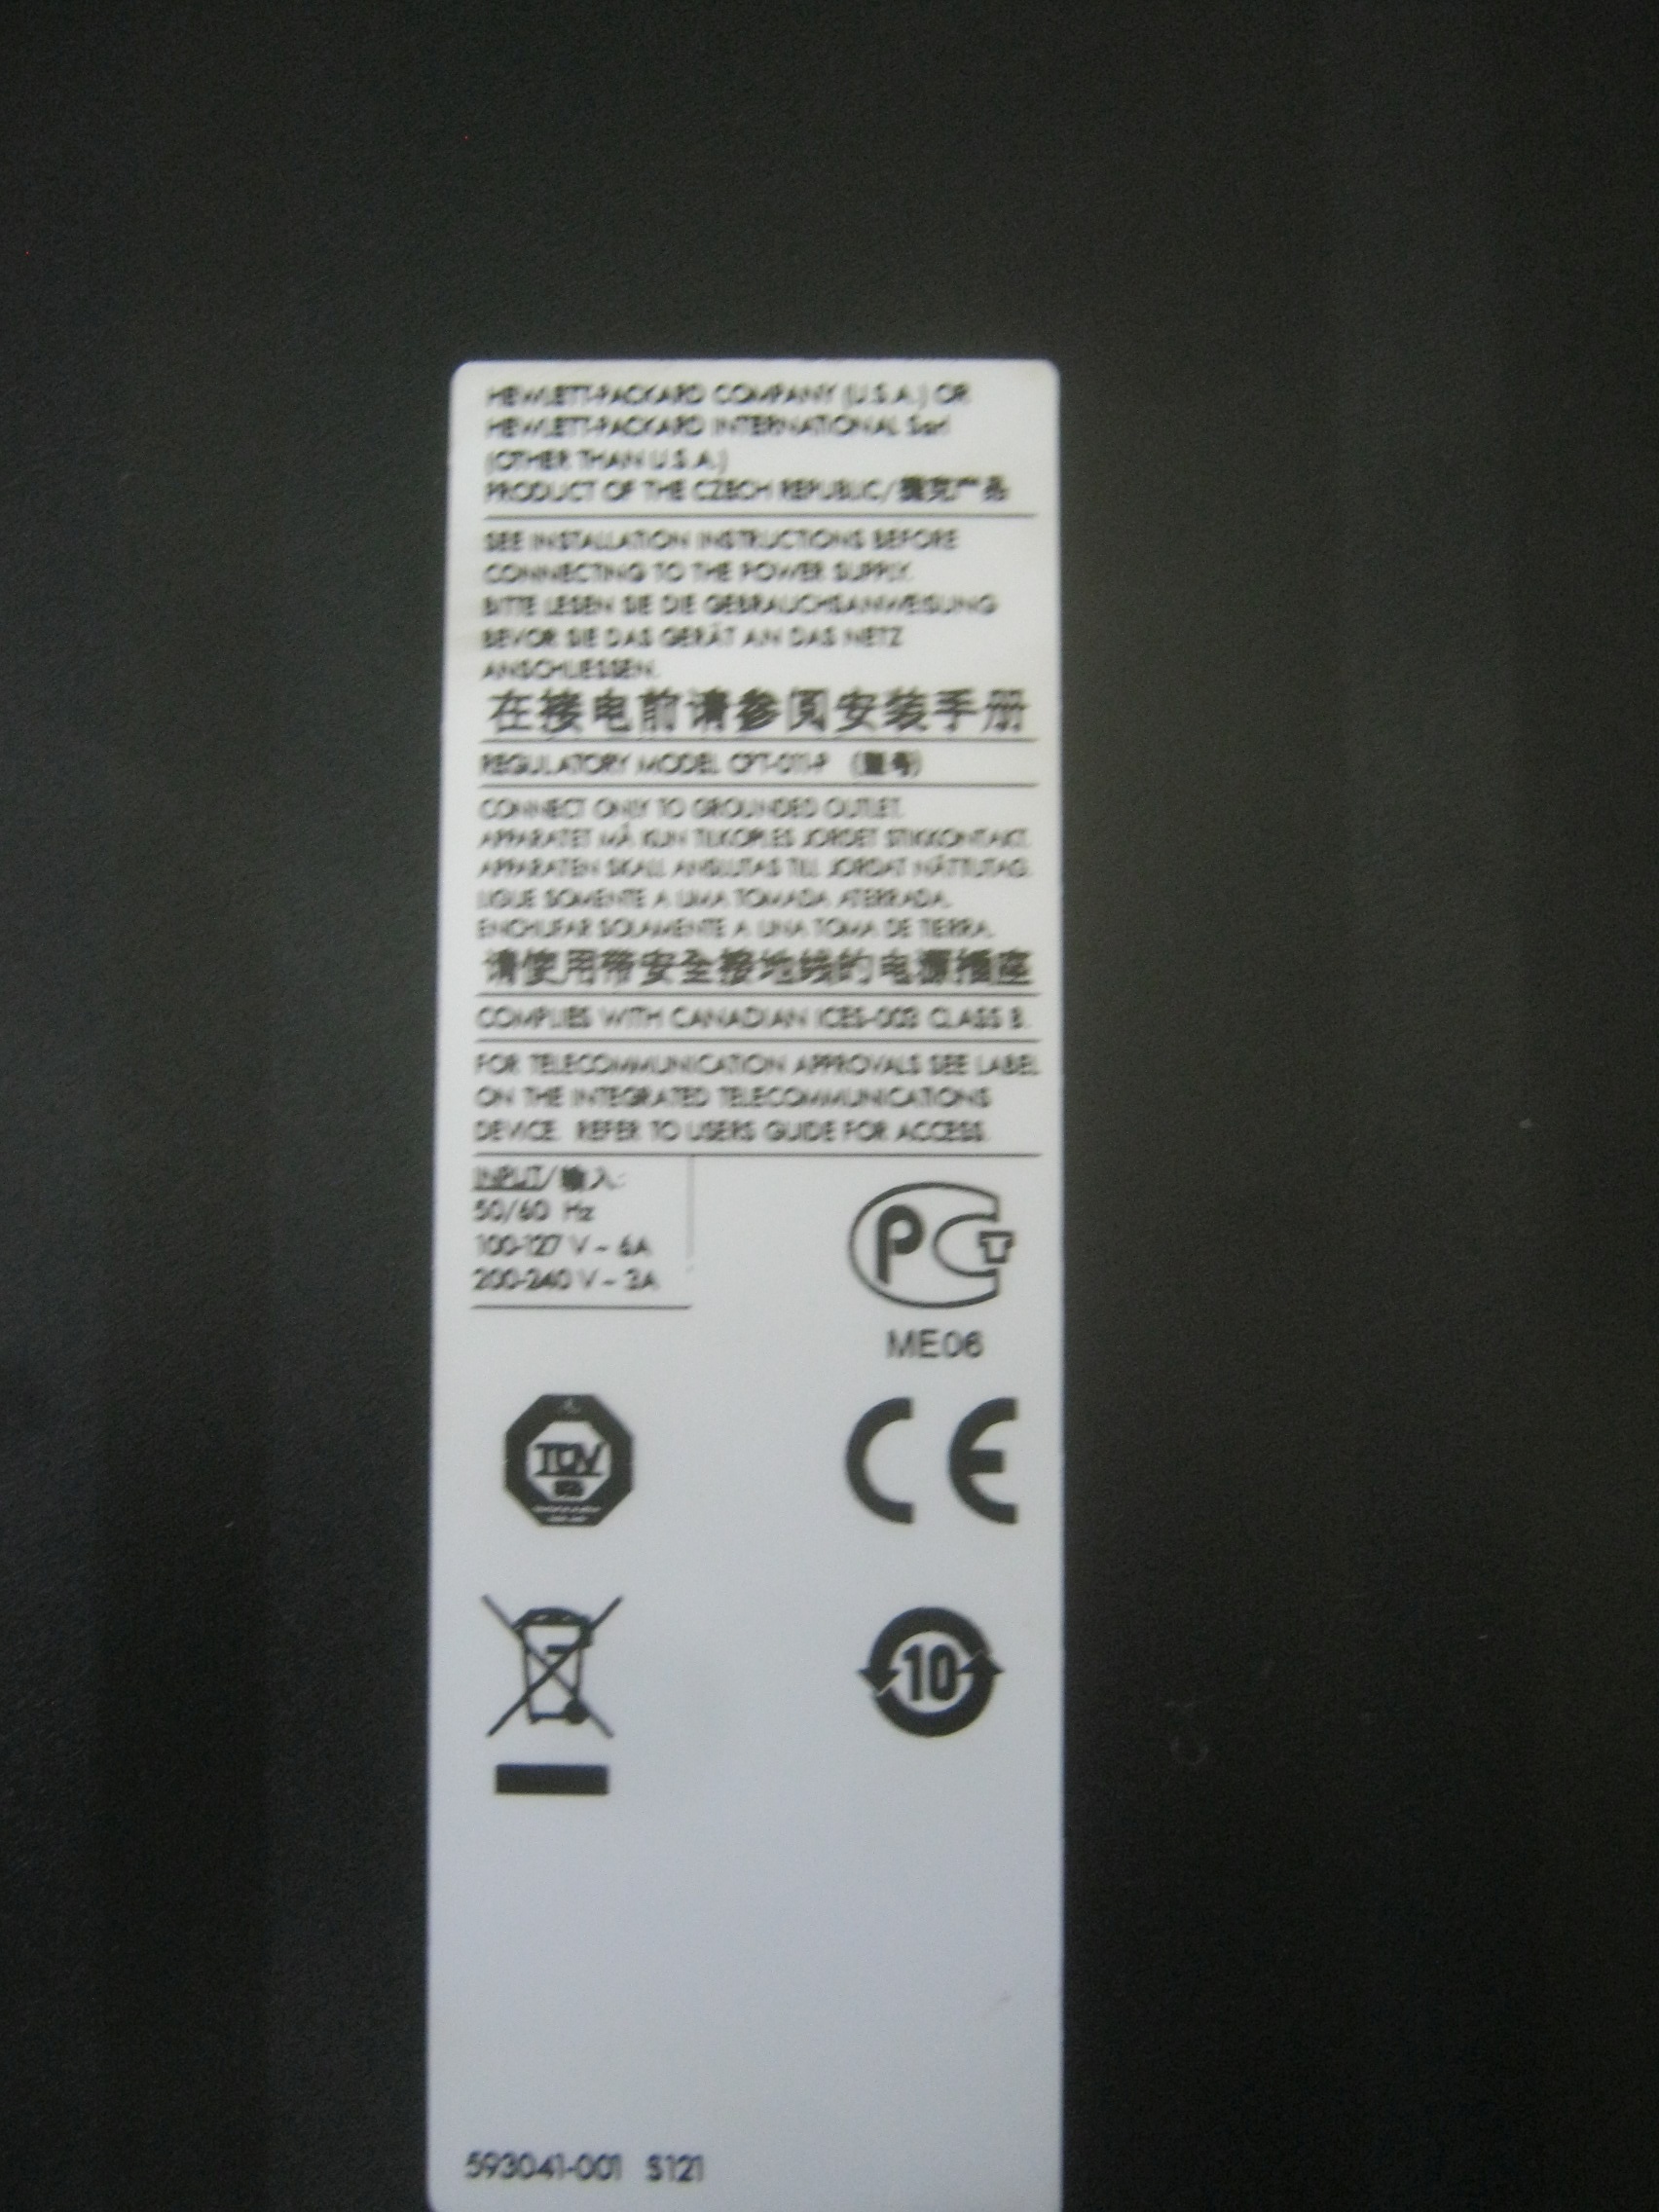 HEWLETT-PACKARD COMPANY (U.S.A.) OR
HEWLETT-PACKARD INTERNATIONAL Sarl
(OTHER THAN U.S.A.)
PRODUCT OF THE CZECH REPUBLIC/捷克产品
SEE INSTALLATION INSTRUCTIONS BEFORE
CONNECTING TO THE POWER SUPPLY.
BITTE LESEN SIE DIE GEBRAUCHSANWEISUNG
BEVOR SIE DAS GERÄT AN DAS NETZ
ANSCHLIESSEN.
在接电前请参阅安装手册
REGULATORY MODEL CPT-011-P (型号)
CONNECT ONLY TO GROUNDED OUTLET.
APPARATET MÅ KUN TILKOPLES JORDET STIKKONTAKT.
APPARATEN SKALL ANSLUTAS TILL JORDAT NÄTTUTAG.
LIGUE SOMENTE A UMA TOMADA ATERRADA.
ENCHUFAR SOLAMENTE A UNA TOMA DE TIERRA.
请使用带安全接地线的电源插座
COMPLIES WITH CANADIAN ICES-003 CLASS B.
FOR TELECOMMUNICATION APPROVALS SEE LABEL
ON THE INTEGRATED TELECOMMUNICATIONS
DEVICE. REFER TO USERS GUIDE FOR ACCESS.
INPUT/输入:
50/60 Hz
100-127 V ~ 6A
200-240 V ~ 3A
PCT
ME06
TÜV
CE
10
593041-001 S121